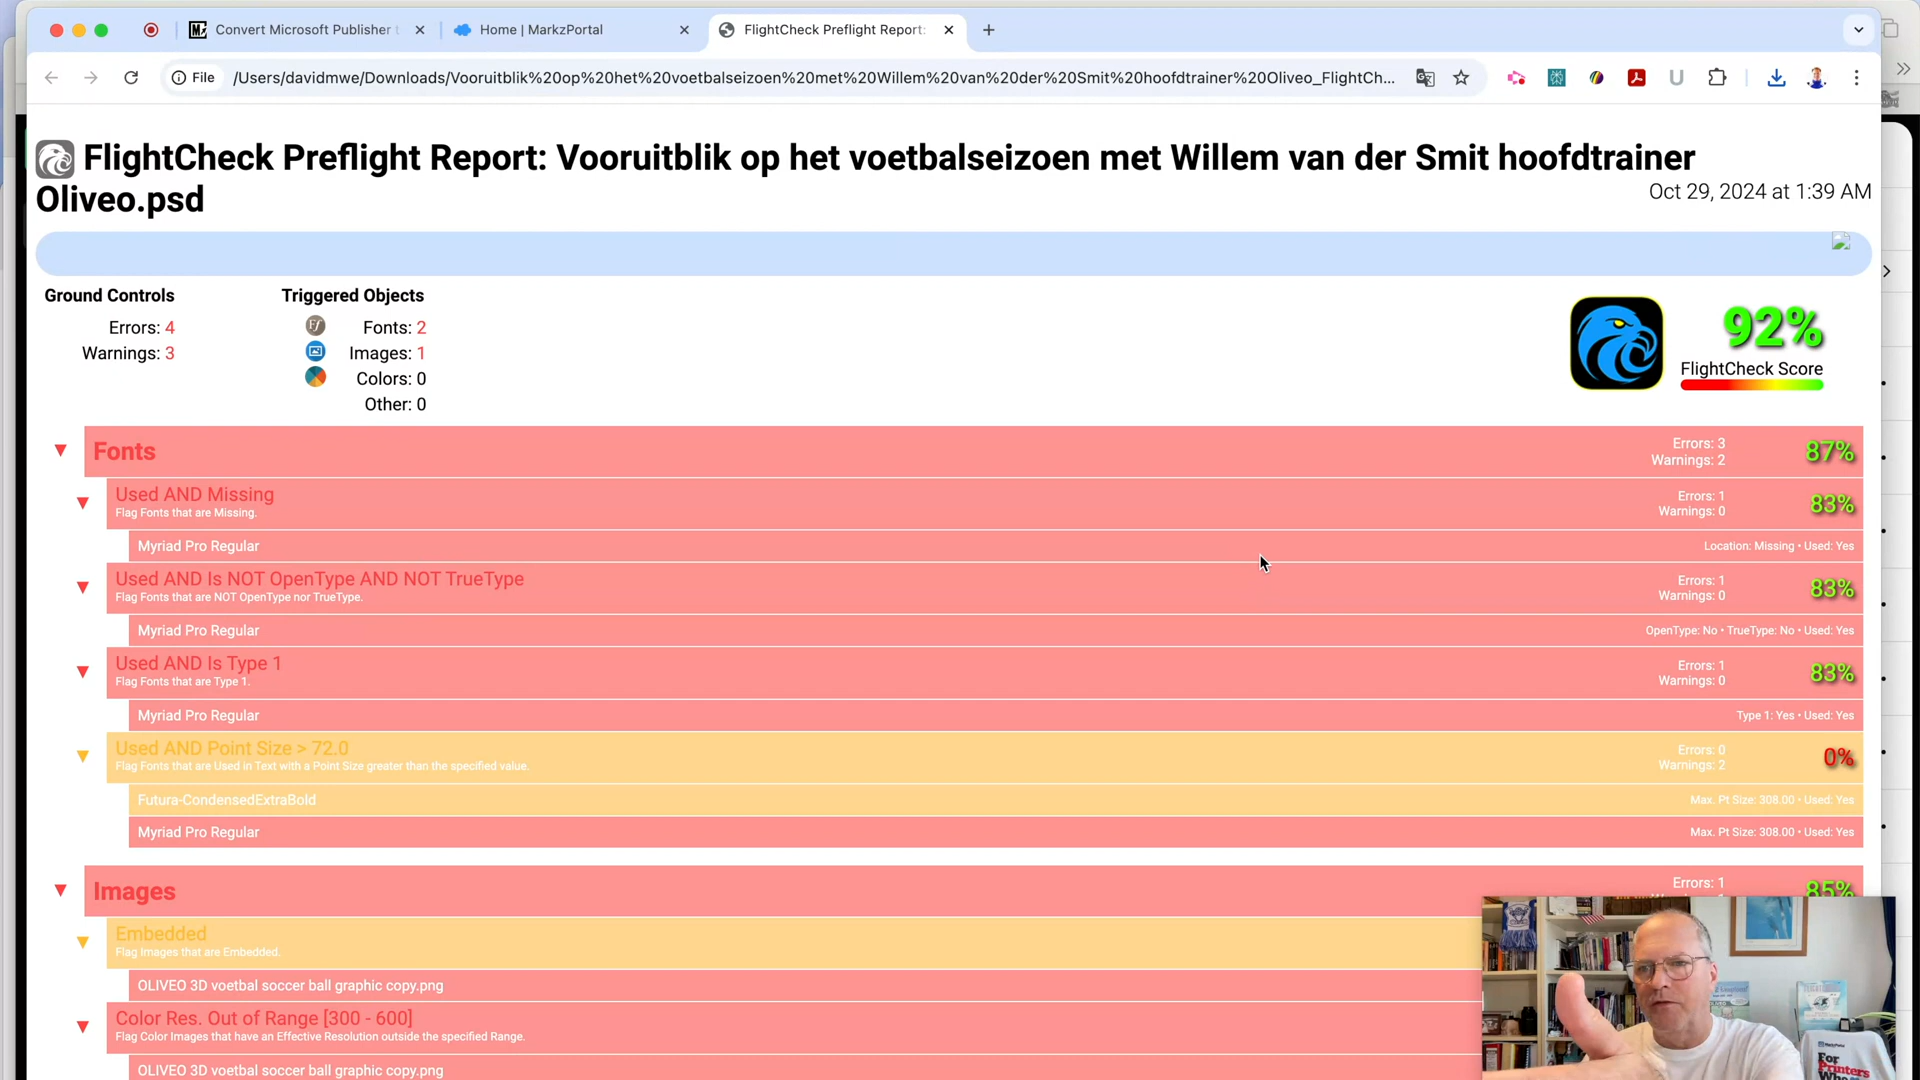 Convert Microsoft Publisher t
Home | MarkzPortal
FlightCheck Preflight Report:
File
/Users/davidmwe/Downloads/Vooruitblik%20op%20het%20voetbalseizoen%20met%20Willem%20van%20der%20Smit%20hoofdtrainer%20Oliveo_FlightCh...
FlightCheck Preflight Report: Vooruitblik op het voetbalseizoen met Willem van der Smit hoofdtrainer
Oliveo.psd
Oct 29, 2024 at 1:39 AM
Ground Controls
Errors: 4
Warnings: 3
Triggered Objects
Fonts: 2
Images: 1
Colors: 0
Other: 0
92%
FlightCheck Score
Fonts
Errors: 3
Warnings: 2
87%
Used AND Missing
Flag Fonts that are Missing.
Errors: 1
Warnings: 0
83%
Myriad Pro Regular
Location: Missing • Used: Yes
Used AND Is NOT OpenType AND NOT TrueType
Flag Fonts that are NOT OpenType nor TrueType.
Errors: 1
Warnings: 0
83%
Myriad Pro Regular
OpenType: No • TrueType: No • Used: Yes
Used AND Is Type 1
Flag Fonts that are Type 1.
Errors: 1
Warnings: 0
83%
Myriad Pro Regular
Type 1: Yes • Used: Yes
Used AND Point Size > 72.0
Flag Fonts that are Used in Text with a Point Size greater than the specified value.
Errors: 0
Warnings: 2
0%
Futura-CondensedExtraBold
Max. Pt Size: 308.00 • Used: Yes
Myriad Pro Regular
Max. Pt Size: 308.00 • Used: Yes
Images
Errors: 1
85%
Embedded
Flag Images that are Embedded.
OLIVEO 3D voetbal soccer ball graphic copy.png
Color Res. Out of Range [300 - 600]
Flag Color Images that have an Effective Resolution outside the specified Range.
OLIVEO 3D voetbal soccer ball graphic copy.png
For
Printers